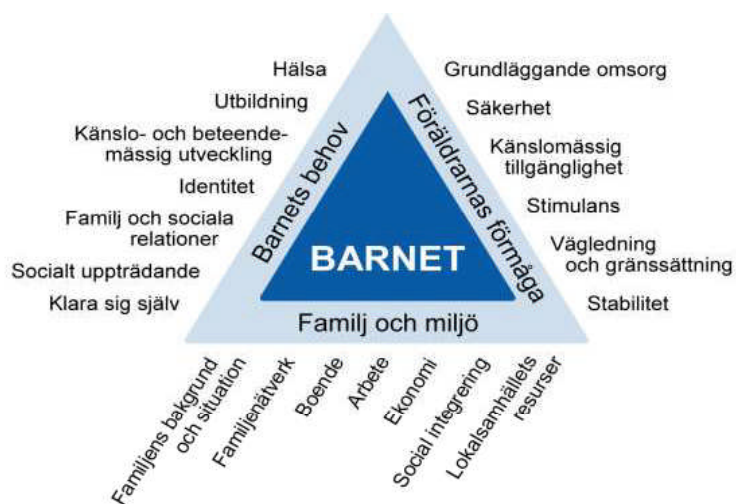 Hälsa
Utbildning
Känslo- och beteende-
mässig utveckling
Identitet
Familj och sociala
relationer
Socialt uppträdande
Klara sig själv
Barnets behov
BARNET
Föräldrarnas förmåga
Grundläggande omsorg
Säkerhet
Känslomässig
tillgänglighet
Stimulans
Vägledning
och gränssättning
Stabilitet
Familj och miljö
Familjens bakgrund
och situation
Familjenätverk
Boende
Arbete
Ekonomi
Social integrering
Lokalsamhällets
resurser